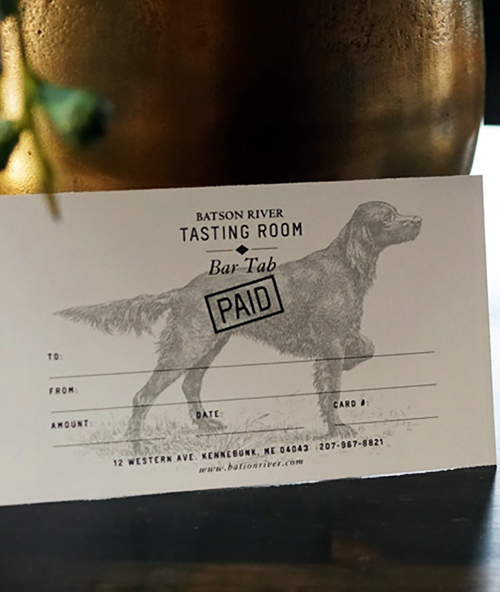 BATSON RIVER
TASTING ROOM
Bar Tab
PAID
TO:
FROM:
AMOUNT: DATE: CARD #:
12 WESTERN AVE. KENNEBUNK, ME 04043 207-967-8821
www.batsonriver.com